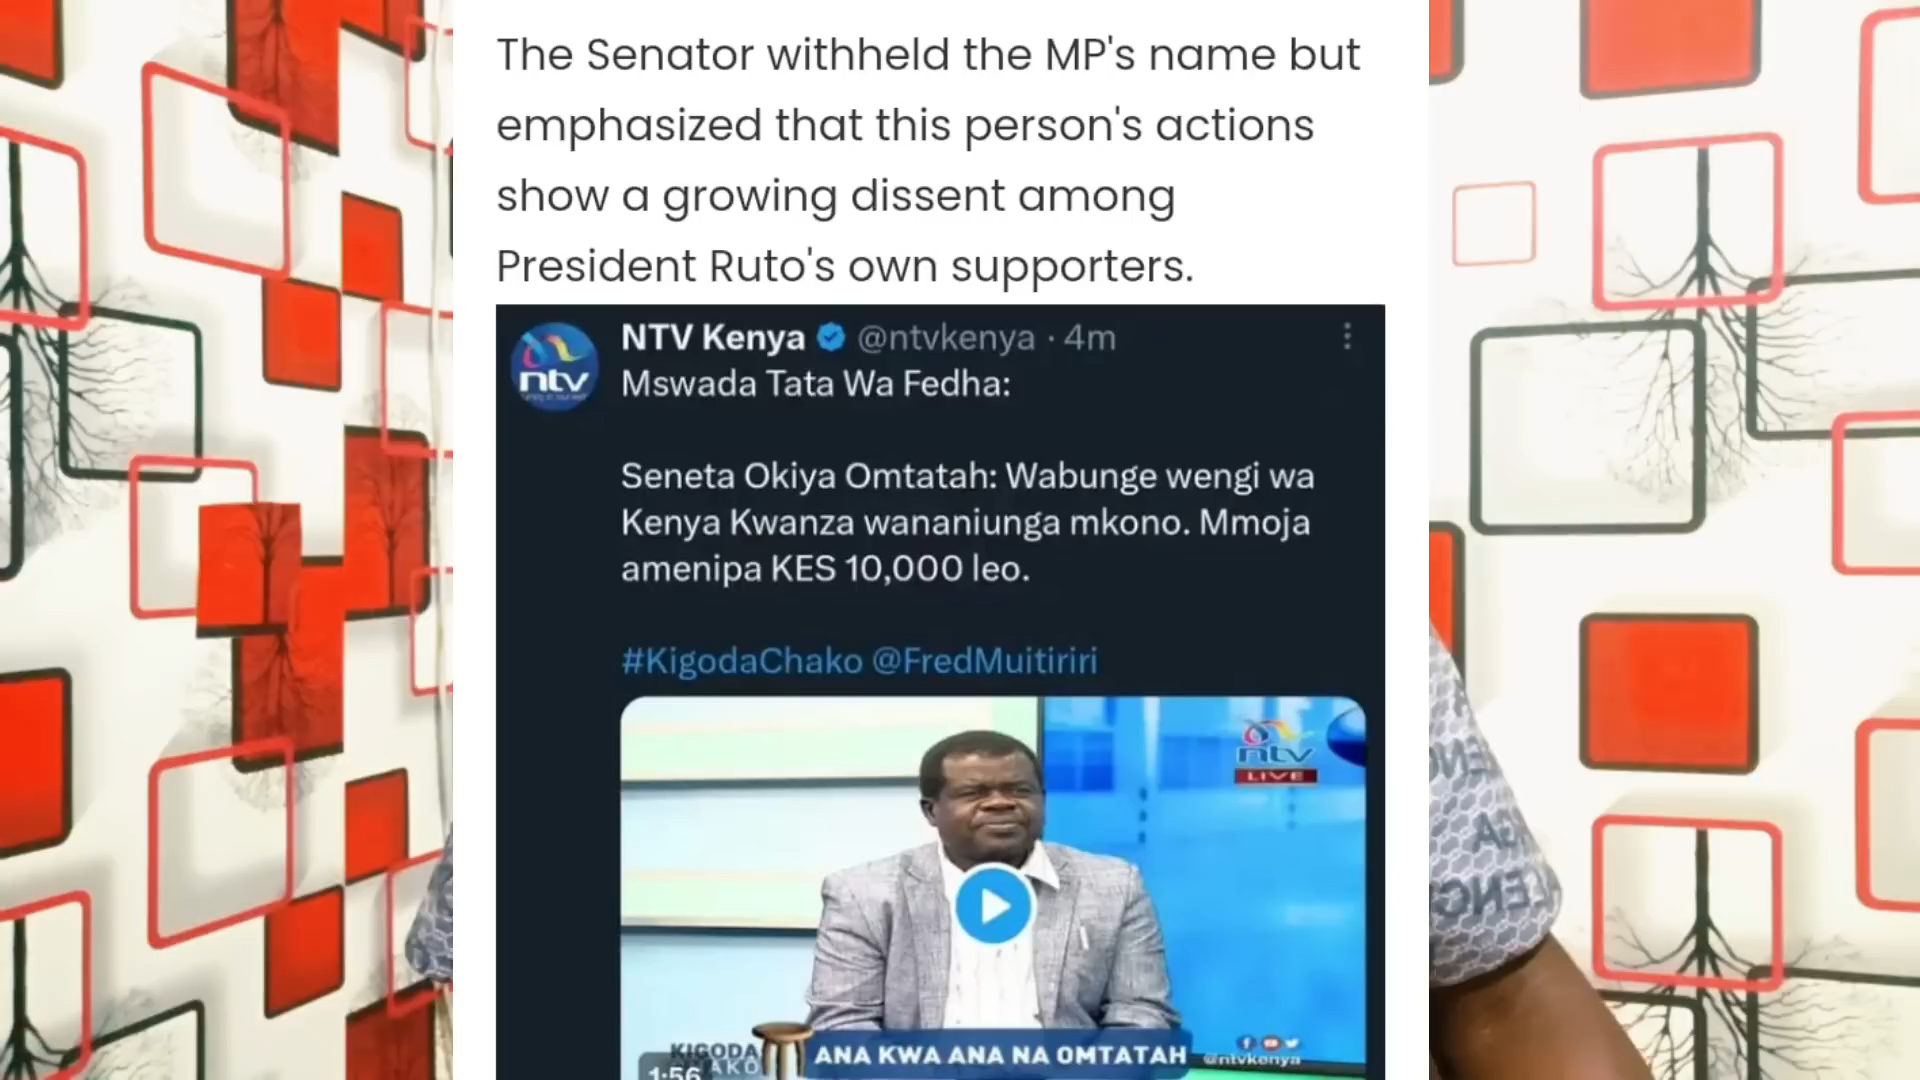 The Senator withheld the MP's name but
emphasized that this person's actions
show a growing dissent among
President Ruto's own supporters.
NTV Kenya @ntvkenya · 4m
ntv
Mswada Tata Wa Fedha:
Seneta Okiya Omtatah: Wabunge wengi wa
Kenya Kwanza wananiunga mkono. Mmoja
amenipa KES 10,000 leo.
#KigodaChako @FredMuitiriri
ntv
LIVE
KIGODA
ANA KWA ANA NA OMTATAH
@ntvkenya
1:56